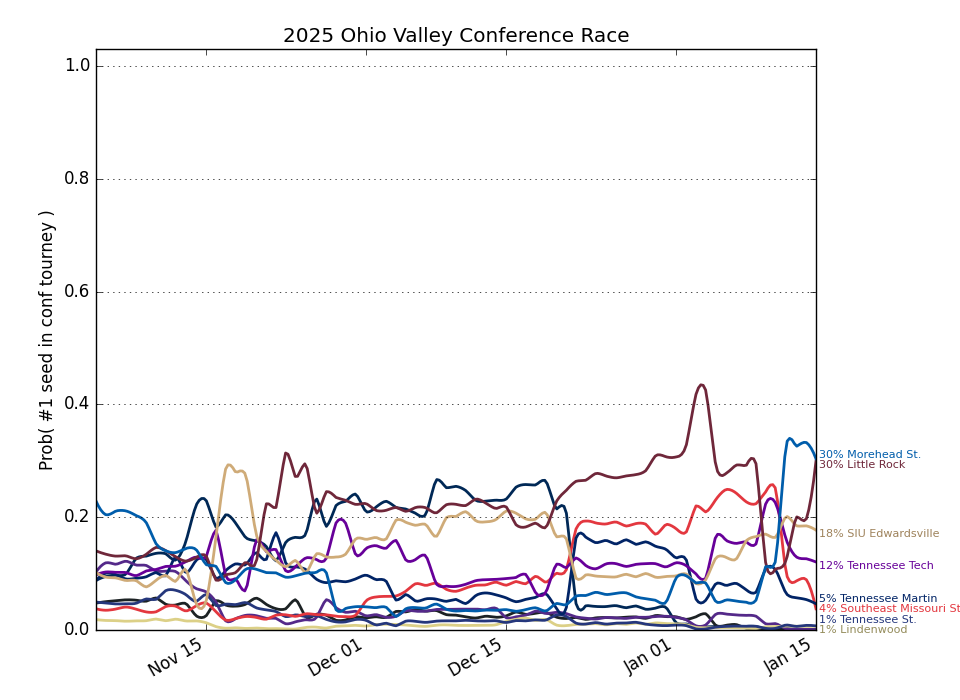 2025 Ohio Valley Conference Race
Prob( #1 seed in conf tourney )
1.0
0.8
0.6
0.4
0.2
0.0
Nov 15
Dec 01
Dec 15
Jan 01
Jan 15
30% Morehead St.
30% Little Rock
18% SIU Edwardsville
12% Tennessee Tech
5% Tennessee Martin
4% Southeast Missouri St
1% Tennessee St.
1% Lindenwood